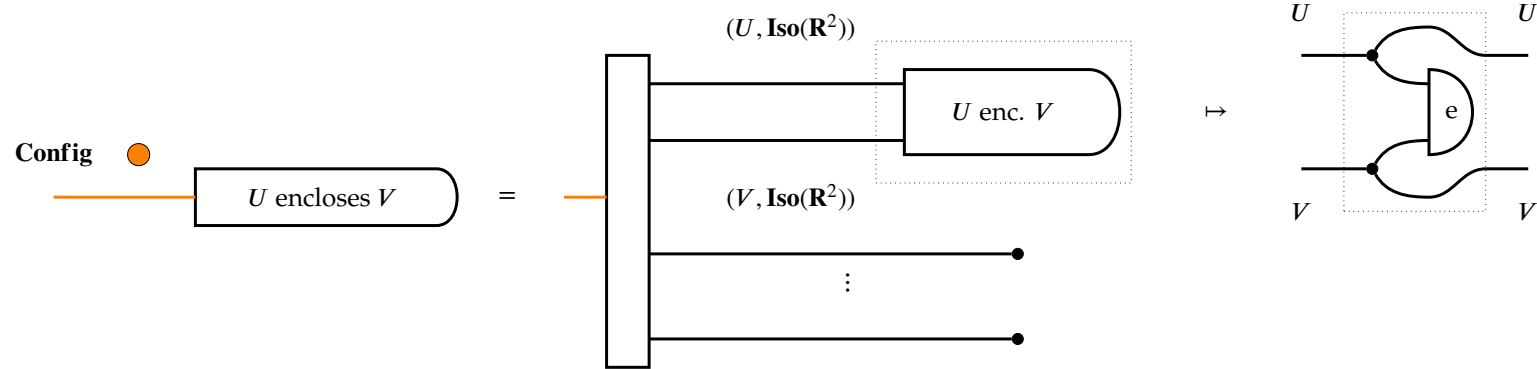 (U, Iso(R²))
U U
U enc. V ↦ e
Config
U encloses V =
(V, Iso(R²))
V V
⋮